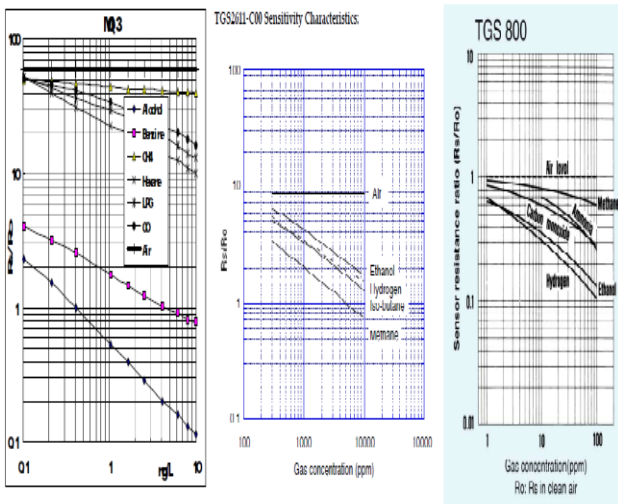 MQ3
100
10
1
0.1
Rs/Ro
Alcohol
Benzine
CH4
Hexane
LPG
CO
Air
0.1
1
10
mg/L
TGS2611-C00 Sensitivity Characteristics:
100
10
1
0.1
Rs/Ro
Air
Ethanol
Hydrogen
Iso-butane
Methane
100
1000
10000
10000
Gas concentration (ppm)
TGS 800
10
1
0.1
0.01
Sensor resistance ratio (Rs/Ro)
Air level
Methane
Ammonia
Carbon monoxide
Hydrogen
Ethanol
1
10
100
Gas concentration(ppm)
Ro: Rs in clean air